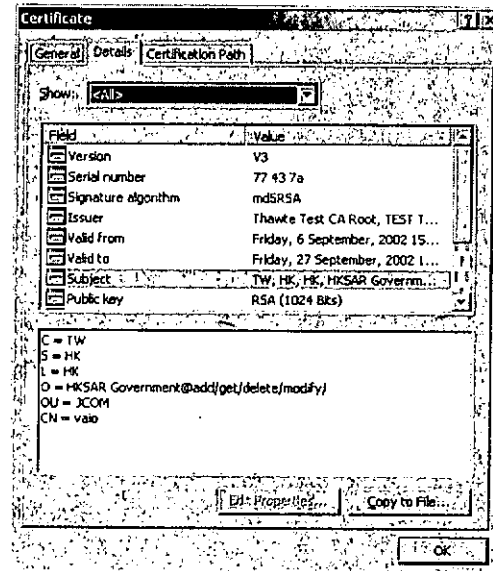 Certificate
General Details Certification Path
Show: <All>
Field Value
Version V3
Serial number 77 43 7a
Signature algorithm md5RSA
Issuer Thawte Test CA Root, TEST T...
Valid from Friday, 6 September, 2002 15...
Valid to Friday, 27 September, 2002 1...
Subject TW, HK, HK, HKSAR Governm...
Public key RSA (1024 Bits)
C = TW
S = HK
L = HK
O = HKSAR Government@add/get/delete/modify/
OU = JCOM
CN = vaio
Edit Properties... Copy to File...
OK